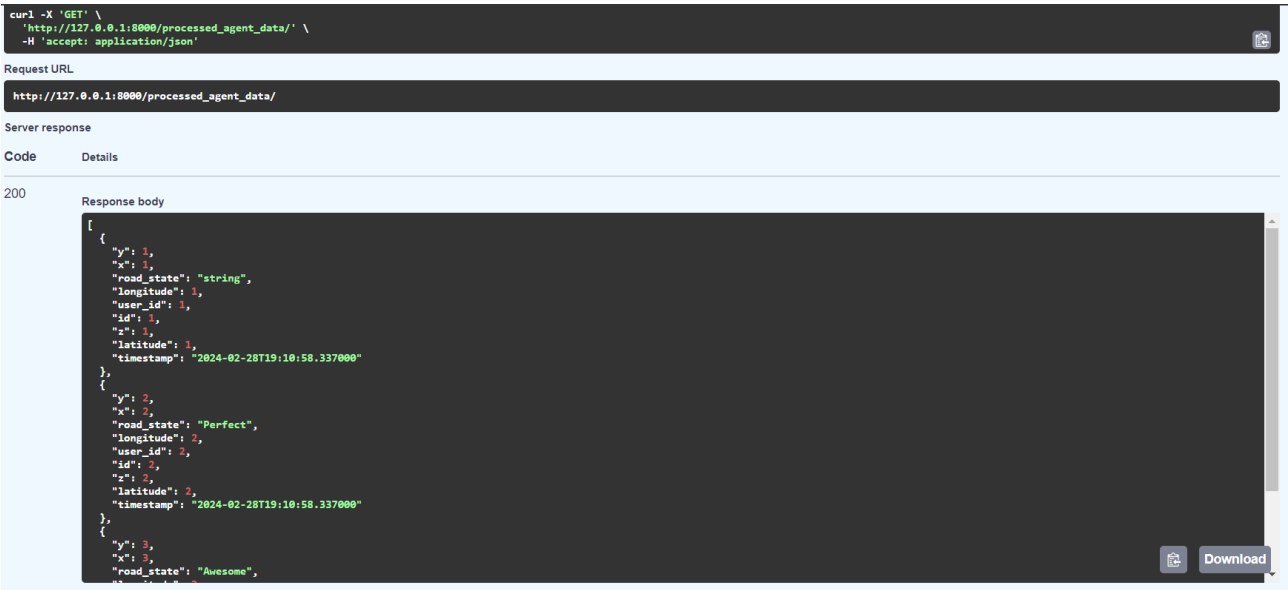 curl -X 'GET' \
  'http://127.0.0.1:8000/processed_agent_data/' \
  -H 'accept: application/json'
Request URL
http://127.0.0.1:8000/processed_agent_data/
Server response
Code Details
200
Response body
[
  {
    "y": 1,
    "x": 1,
    "road_state": "string",
    "longitude": 1,
    "user_id": 1,
    "id": 1,
    "z": 1,
    "latitude": 1,
    "timestamp": "2024-02-28T19:10:58.337000"
  },
  {
    "y": 2,
    "x": 2,
    "road_state": "Perfect",
    "longitude": 2,
    "user_id": 2,
    "id": 2,
    "z": 2,
    "latitude": 2,
    "timestamp": "2024-02-28T19:10:58.337000"
  },
  {
    "y": 3,
    "x": 3,
    "road_state": "Awesome",
Download